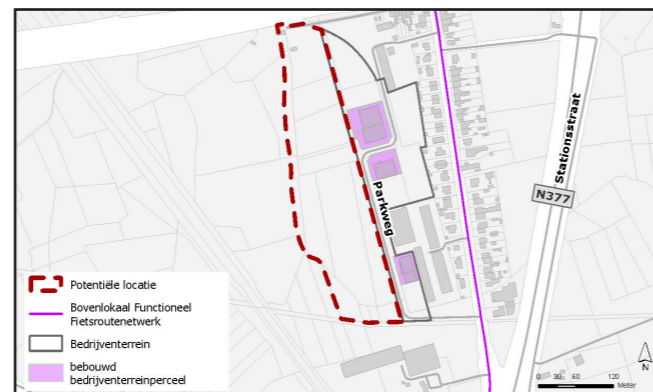 Stationsstraat
N377
Parkweg
Potentiële locatie
Bovenlokaal Functioneel
Fietsroutenetwerk
Bedrijventerrein
bebouwd
bedrijventerreinperceel
N
0 30 60 120
Meter